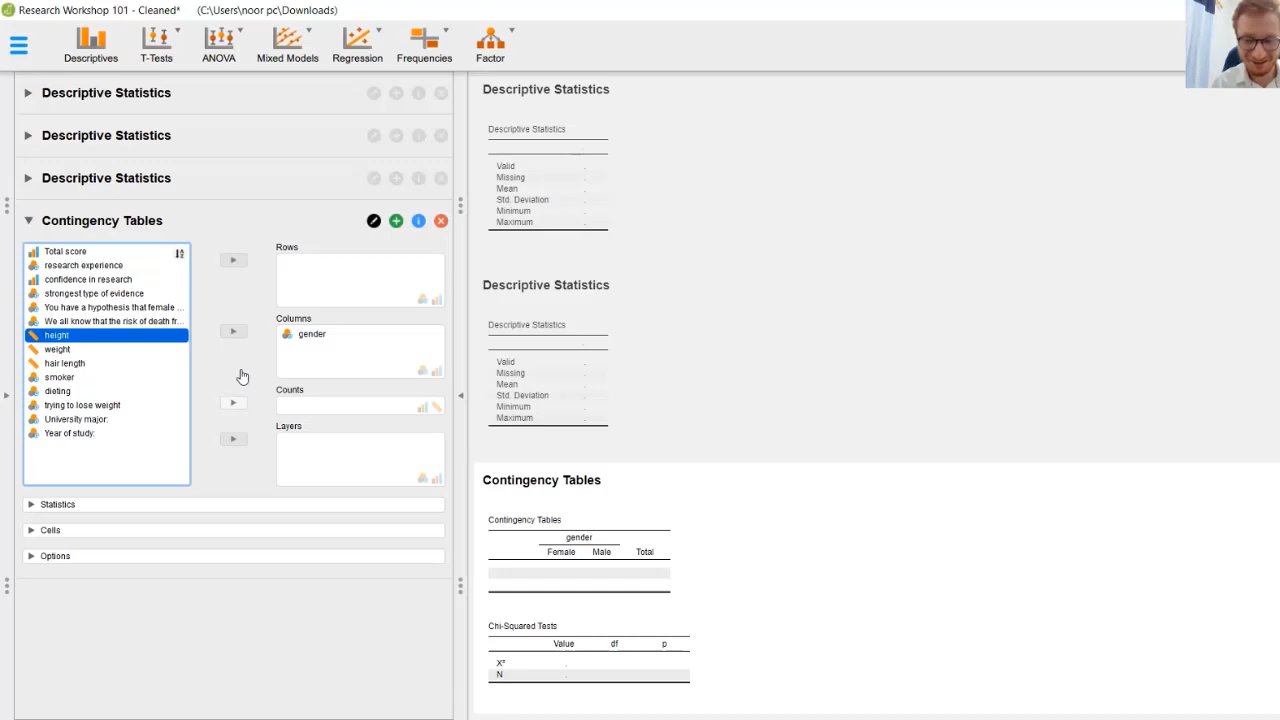 Research Workshop 101 - Cleaned* (C:\Users\noor pc\Downloads)
Descriptives T-Tests ANOVA Mixed Models Regression Frequencies Factor
Descriptive Statistics
Descriptive Statistics
Descriptive Statistics
Contingency Tables
Total score
research experience
confidence in research
strongest type of evidence
You have a hypothesis that female ...
We all know that the risk of death fr...
height
weight
hair length
smoker
dieting
trying to lose weight
University major:
Year of study:
Rows
Columns
gender
Counts
Layers
Statistics
Cells
Options
Descriptive Statistics
Descriptive Statistics
Valid .
Missing .
Mean .
Std. Deviation .
Minimum .
Maximum .
Descriptive Statistics
Descriptive Statistics
Valid .
Missing .
Mean .
Std. Deviation .
Minimum .
Maximum .
Contingency Tables
Contingency Tables
gender
Female Male Total
Chi-Squared Tests
Value df p
X² .
N .